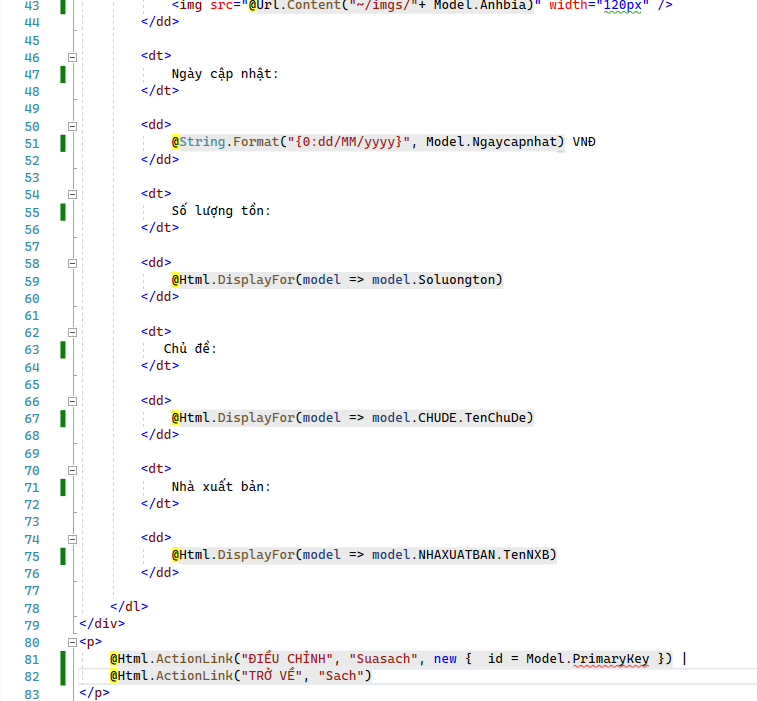 43 <img src="@Url.Content("~/imgs/"+ Model.Anhbia)" width="120px" />
44 </dd>
45
46 <dt>
47 Ngày cập nhật:
48 </dt>
49
50 <dd>
51 @String.Format("{0:dd/MM/yyyy}", Model.Ngaycapnhat) VNĐ
52 </dd>
53
54 <dt>
55 Số lượng tồn:
56 </dt>
57
58 <dd>
59 @Html.DisplayFor(model => model.Soluongton)
60 </dd>
61
62 <dt>
63 Chủ đề:
64 </dt>
65
66 <dd>
67 @Html.DisplayFor(model => model.CHUDE.TenChuDe)
68 </dd>
69
70 <dt>
71 Nhà xuất bản:
72 </dt>
73
74 <dd>
75 @Html.DisplayFor(model => model.NHAXUATBAN.TenNXB)
76 </dd>
77
78 </dl>
79 </div>
80 <p>
81 @Html.ActionLink("ĐIỀU CHỈNH", "Suasach", new {  id = Model.PrimaryKey }) |
82 @Html.ActionLink("TRỞ VỀ", "Sach")
83 </p>